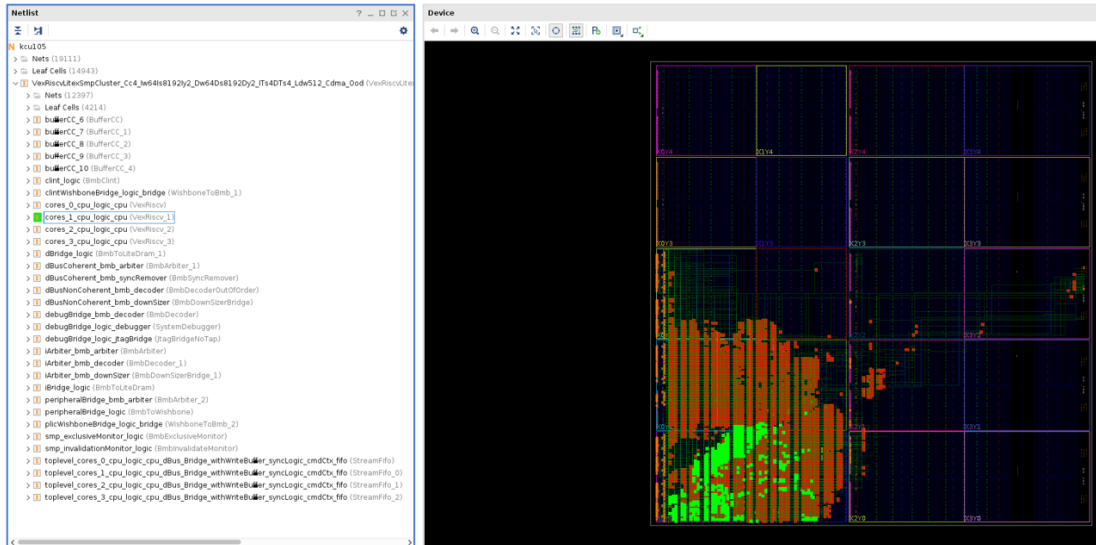 Netlist
kcu105
Nets (19111)
Leaf Cells (14943)
VexRiscvLitexSmpCluster_Cc4_Iw64Is8192Iy2_Dw64Ds8192Dy2_ITs4DTs4_Ldw512_Cdma_Ood (VexRiscvLite
Nets (12397)
Leaf Cells (4214)
bufferCC_6 (BufferCC)
bufferCC_7 (BufferCC_1)
bufferCC_8 (BufferCC_2)
bufferCC_9 (BufferCC_3)
bufferCC_10 (BufferCC_4)
clint_logic (BmbClint)
clintWishboneBridge_logic_bridge (WishboneToBmb_1)
cores_0_cpu_logic_cpu (VexRiscv)
cores_1_cpu_logic_cpu (VexRiscv_1)
cores_2_cpu_logic_cpu (VexRiscv_2)
cores_3_cpu_logic_cpu (VexRiscv_3)
dBridge_logic (BmbToLiteDram_1)
dBusCoherent_bmb_arbiter (BmbArbiter_1)
dBusCoherent_bmb_syncRemover (BmbSyncRemover)
dBusNonCoherent_bmb_decoder (BmbDecoderOutOfOrder)
dBusNonCoherent_bmb_downSizer (BmbDownSizerBridge)
debugBridge_bmb_decoder (BmbDecoder)
debugBridge_logic_debugger (SystemDebugger)
debugBridge_logic_jtagBridge (JtagBridgeNoTap)
iArbiter_bmb_arbiter (BmbArbiter)
iArbiter_bmb_decoder (BmbDecoder_1)
iArbiter_bmb_downSizer (BmbDownSizerBridge_1)
iBridge_logic (BmbToLiteDram)
peripheralBridge_bmb_arbiter (BmbArbiter_2)
peripheralBridge_logic (BmbToWishbone)
plicWishboneBridge_logic_bridge (WishboneToBmb_2)
smp_exclusiveMonitor_logic (BmbExclusiveMonitor)
smp_invalidationMonitor_logic (BmbInvalidateMonitor)
toplevel_cores_0_cpu_logic_cpu_dBus_Bridge_withWriteBuffer_syncLogic_cmdCtx_fifo (StreamFifo)
toplevel_cores_1_cpu_logic_cpu_dBus_Bridge_withWriteBuffer_syncLogic_cmdCtx_fifo (StreamFifo_0)
toplevel_cores_2_cpu_logic_cpu_dBus_Bridge_withWriteBuffer_syncLogic_cmdCtx_fifo (StreamFifo_1)
toplevel_cores_3_cpu_logic_cpu_dBus_Bridge_withWriteBuffer_syncLogic_cmdCtx_fifo (StreamFifo_2)
Device
X0Y4 X1Y4 X2Y4 X3Y4
X0Y3 X1Y3 X2Y3 X3Y3
X3Y2
X2Y1 X3Y1
X2Y0 X3Y0